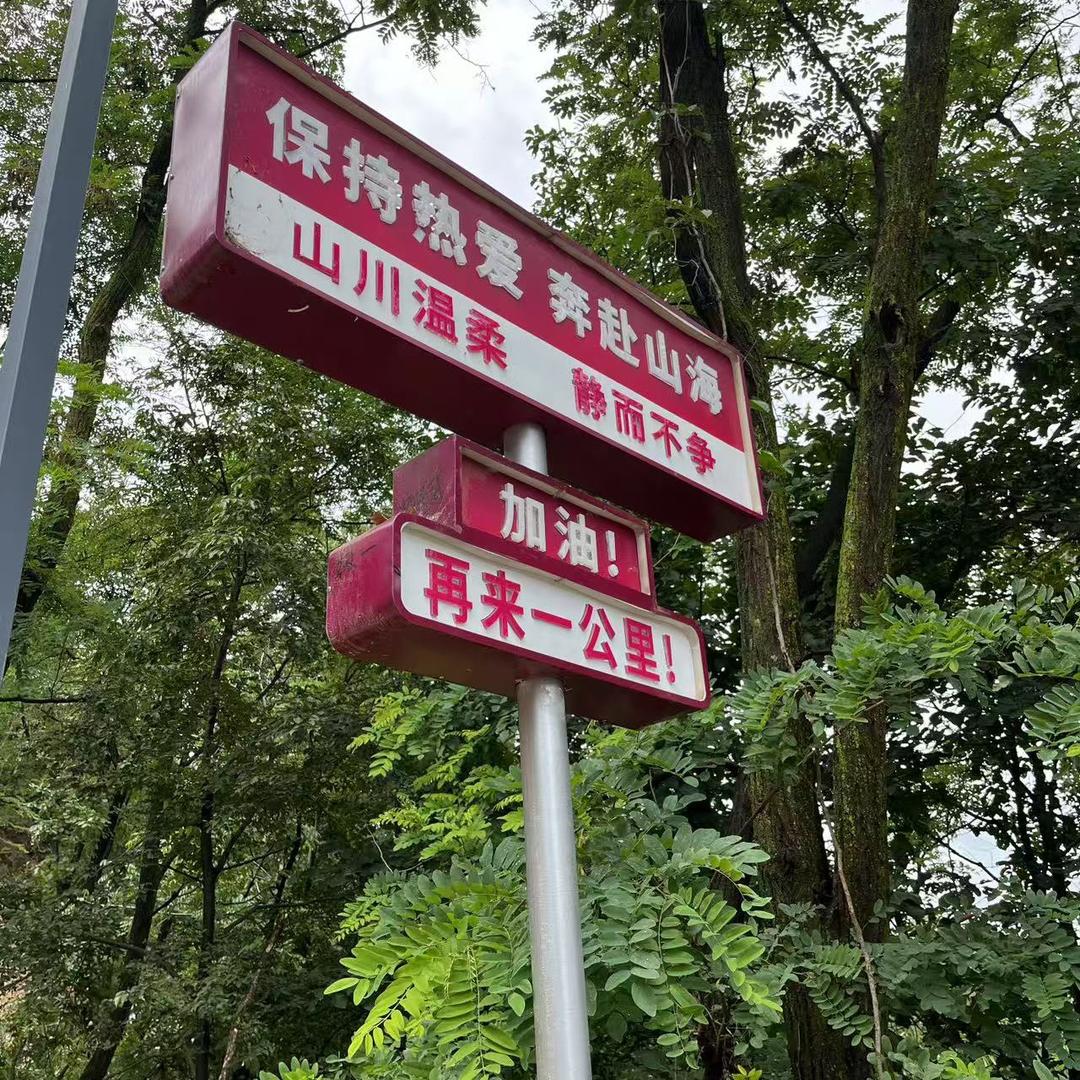 保持热爱 奔赴山海
山川温柔 静而不争
加油!
再来一公里!